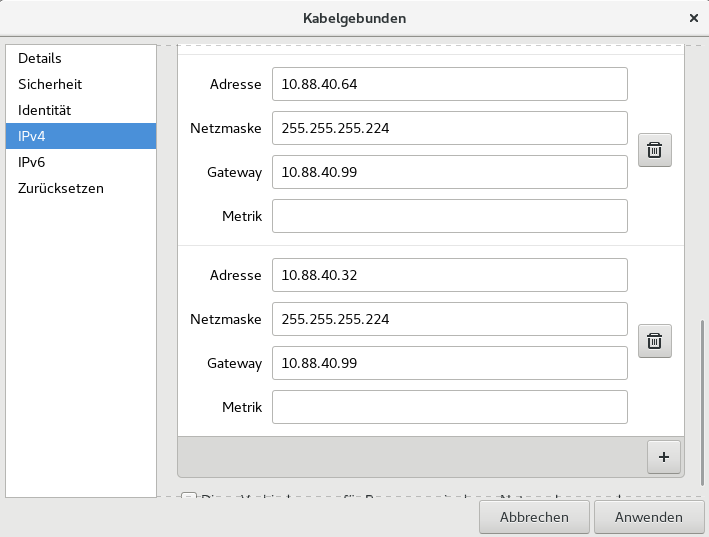 Kabelgebunden
Details
Sicherheit
Identität
IPv4
IPv6
Zurücksetzen
Adresse 10.88.40.64
Netzmaske 255.255.255.224
Gateway 10.88.40.99
Metrik
Adresse 10.88.40.32
Netzmaske 255.255.255.224
Gateway 10.88.40.99
Metrik
Abbrechen
Anwenden